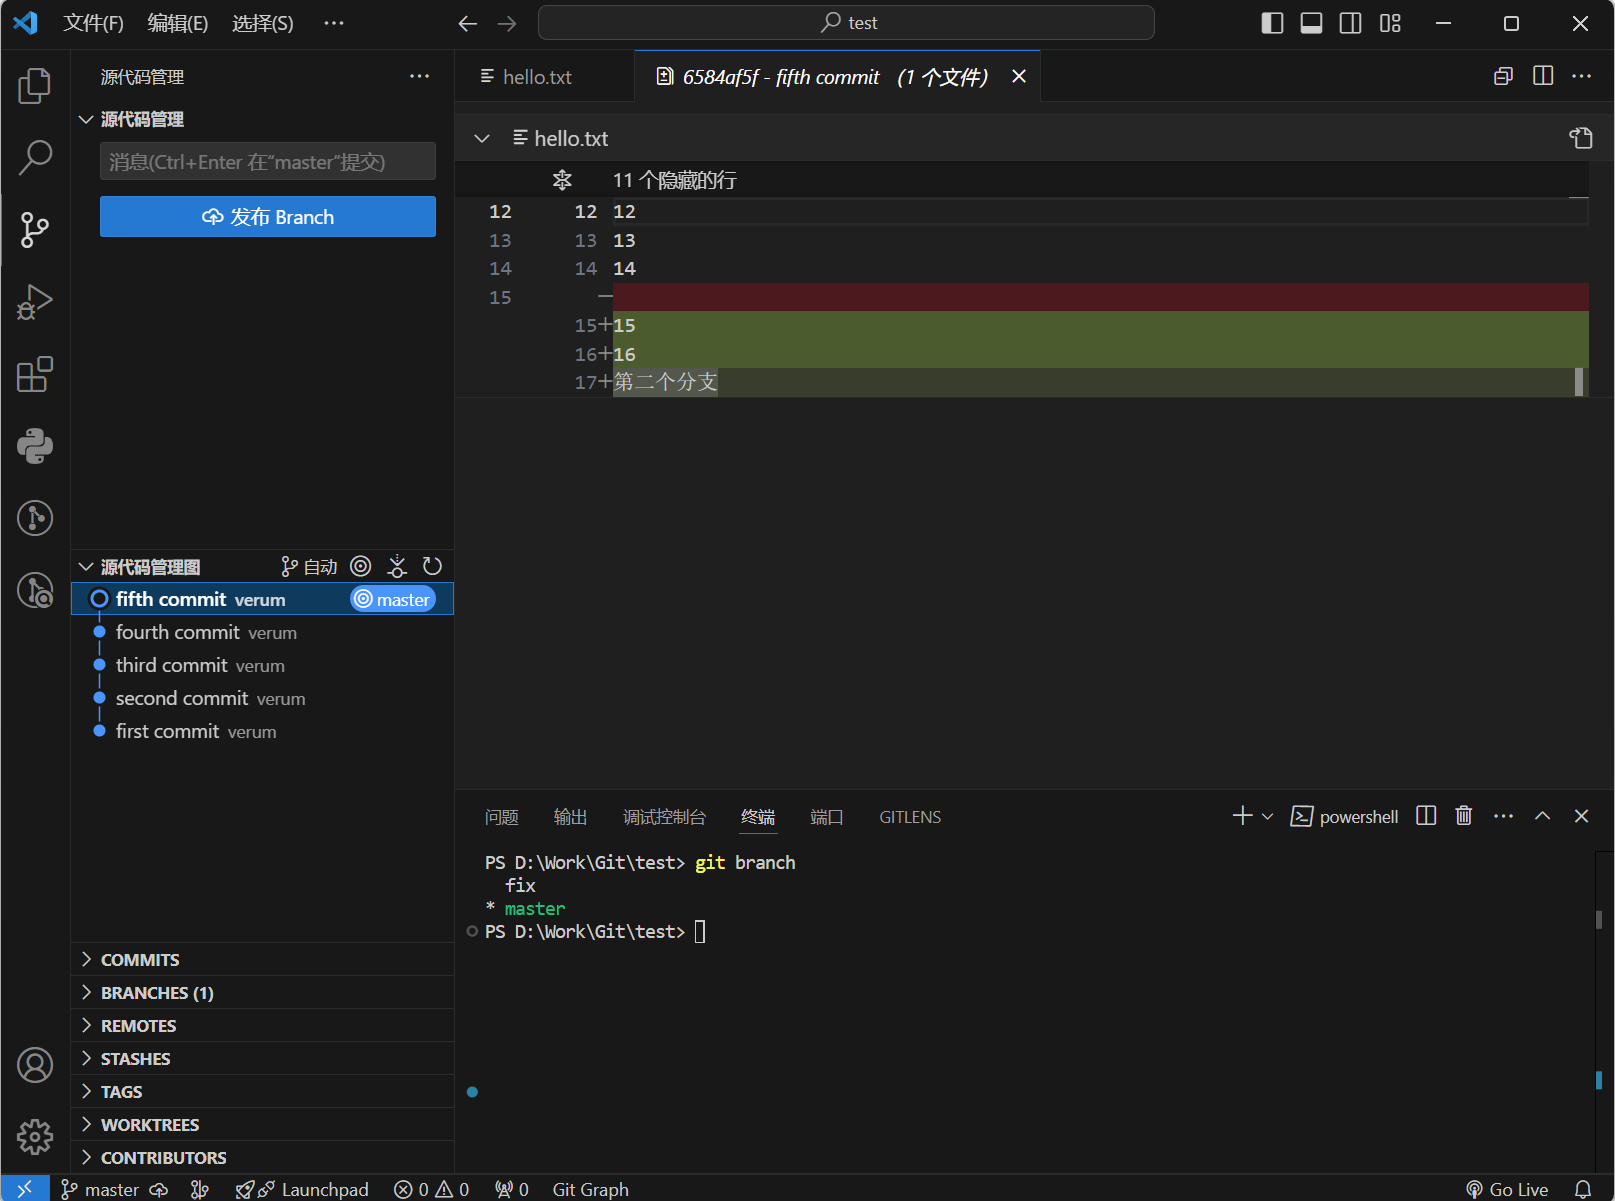 文件(F) 编辑(E) 选择(S) ··· test
源代码管理 ···
源代码管理
消息(Ctrl+Enter 在“master”提交)
发布 Branch
源代码管理图 自动
fifth commit verum master
fourth commit verum
third commit verum
second commit verum
first commit verum
COMMITS
BRANCHES (1)
REMOTES
STASHES
TAGS
WORKTREES
CONTRIBUTORS
hello.txt 6584af5f - fifth commit （1 个文件） ···
hello.txt
11 个隐藏的行
12 12 12
13 13 13
14 14 14
15 —
15+15
16+16
17+第二个分支
问题 输出 调试控制台 终端 端口 GITLENS powershell ···
PS D:\Work\Git\test> git branch
fix
* master
PS D:\Work\Git\test>
master Launchpad 0 0 0 Git Graph Go Live